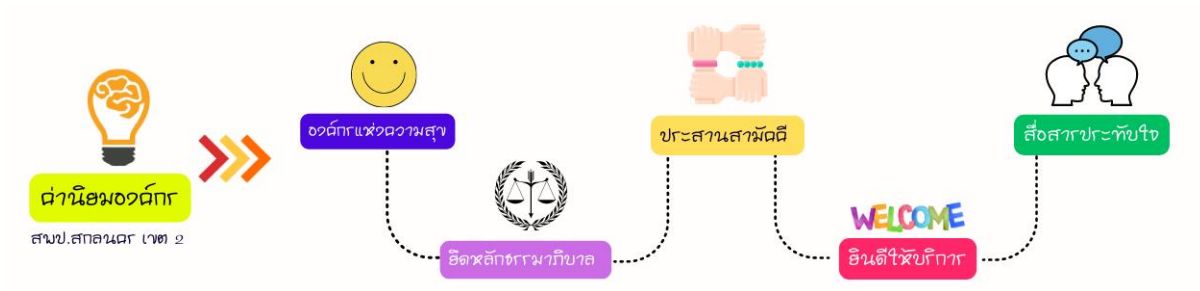 ค่านิยมองค์กร
สพป.สกลนคร เขต 2
องค์กรแห่งความสุข
ยึดหลักธรรมาภิบาล
ประสานสามัคคี
WELCOME
ยินดีให้บริการ
สื่อสารประทับใจ